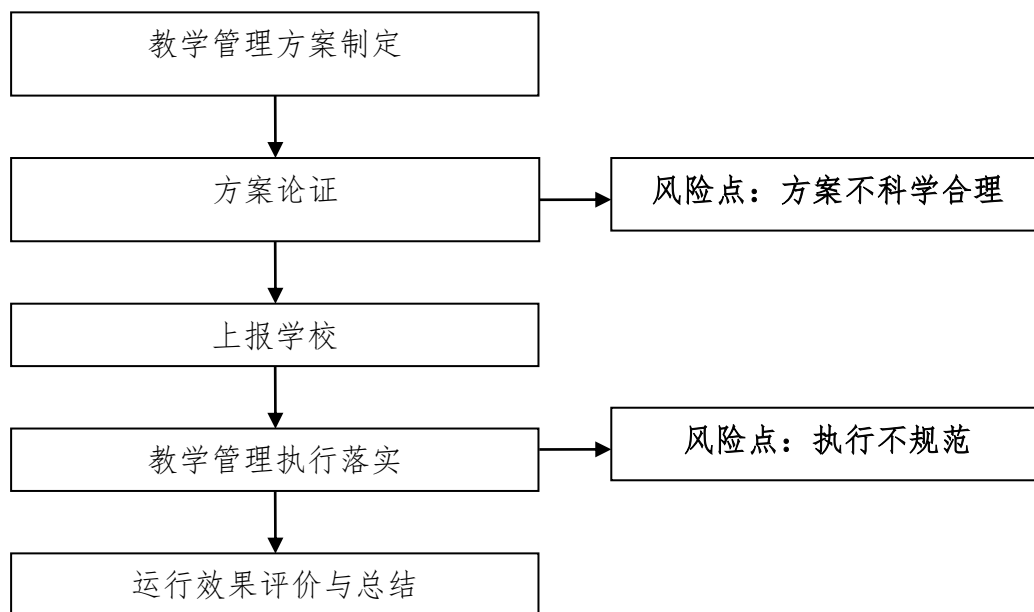 教学管理方案制定
方案论证
风险点：方案不科学合理
上报学校
教学管理执行落实
风险点：执行不规范
运行效果评价与总结